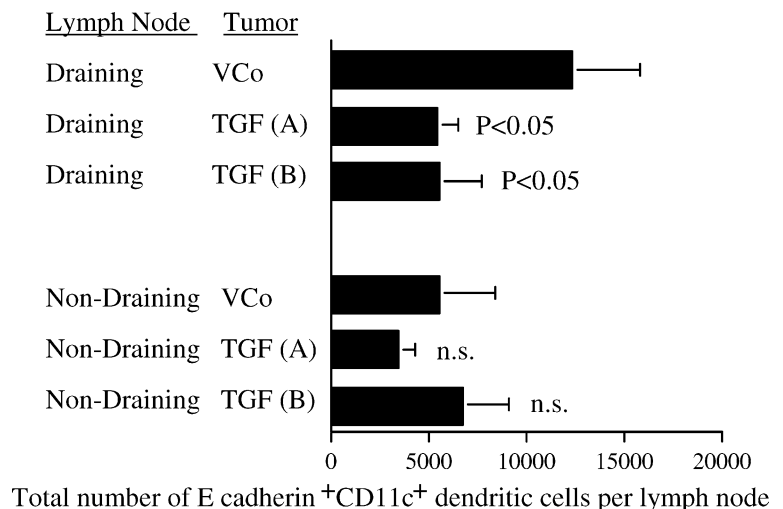 Lymph Node Tumor
Draining VCo
Draining TGF (A) P<0.05
Draining TGF (B) P<0.05
Non-Draining VCo
Non-Draining TGF (A) n.s.
Non-Draining TGF (B) n.s.
0 5000 10000 15000 20000
Total number of E cadherin +CD11c+ dendritic cells per lymph node